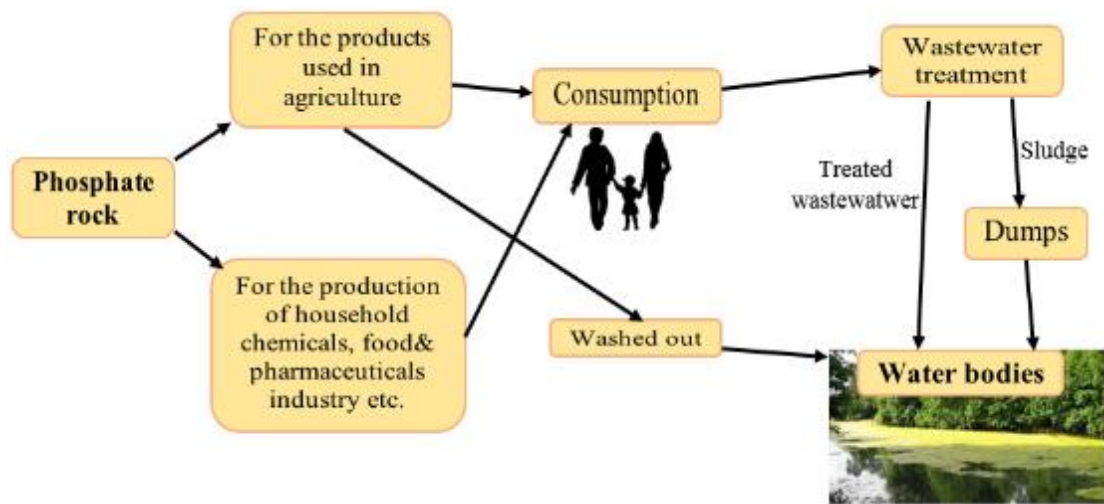 Phosphate
rock
For the products
used in
agriculture
For the production
of household
chemicals, food&
pharmaceuticals
industry etc.
Consumption
Washed out
Wastewater
treatment
Treated
wastewatwer
Sludge
Dumps
Water bodies